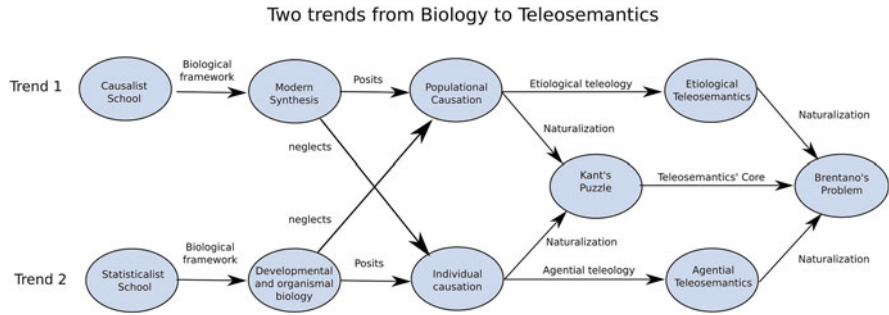 Two trends from Biology to Teleosemantics
Trend 1
Causalist
School
Biological
framework
Modern
Synthesis
Posits
Populational
Causation
Etiological teleology
Etiological
Teleosemantics
Naturalization
neglects
Naturalization
Kant's
Puzzle
Teleosemantics' Core
Brentano's
Problem
neglects
Naturalization
Trend 2
Statisticalist
School
Biological
framework
Developmental
and organismal
biology
Posits
Individual
causation
Agential teleology
Agential
Teleosemantics
Naturalization